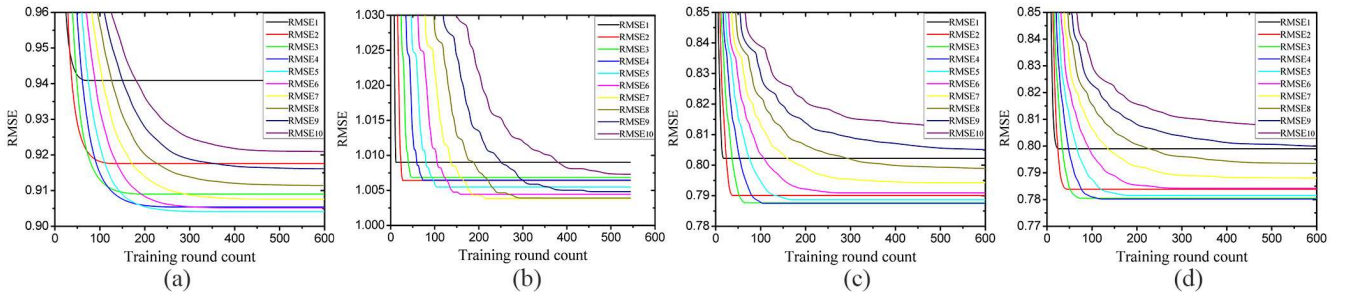 0.96
0.95
0.94
0.93
0.92
0.91
0.90
RMSE
0 100 200 300 400 500 600
Training round count
(a)
RMSE1
RMSE2
RMSE3
RMSE4
RMSE5
RMSE6
RMSE7
RMSE8
RMSE9
RMSE10
1.030
1.025
1.020
1.015
1.010
1.005
1.000
RMSE
0 100 200 300 400 500 600
Training round count
(b)
RMSE1
RMSE2
RMSE3
RMSE4
RMSE5
RMSE6
RMSE7
RMSE8
RMSE9
RMSE10
0.85
0.84
0.83
0.82
0.81
0.80
0.79
0.78
RMSE
0 100 200 300 400 500 600
Training round count
(c)
RMSE1
RMSE2
RMSE3
RMSE4
RMSE5
RMSE6
RMSE7
RMSE8
RMSE9
RMSE10
0.85
0.84
0.83
0.82
0.81
0.80
0.79
0.78
0.77
RMSE
0 100 200 300 400 500 600
Training round count
(d)
RMSE1
RMSE2
RMSE3
RMSE4
RMSE5
RMSE6
RMSE7
RMSE8
RMSE9
RMSE10